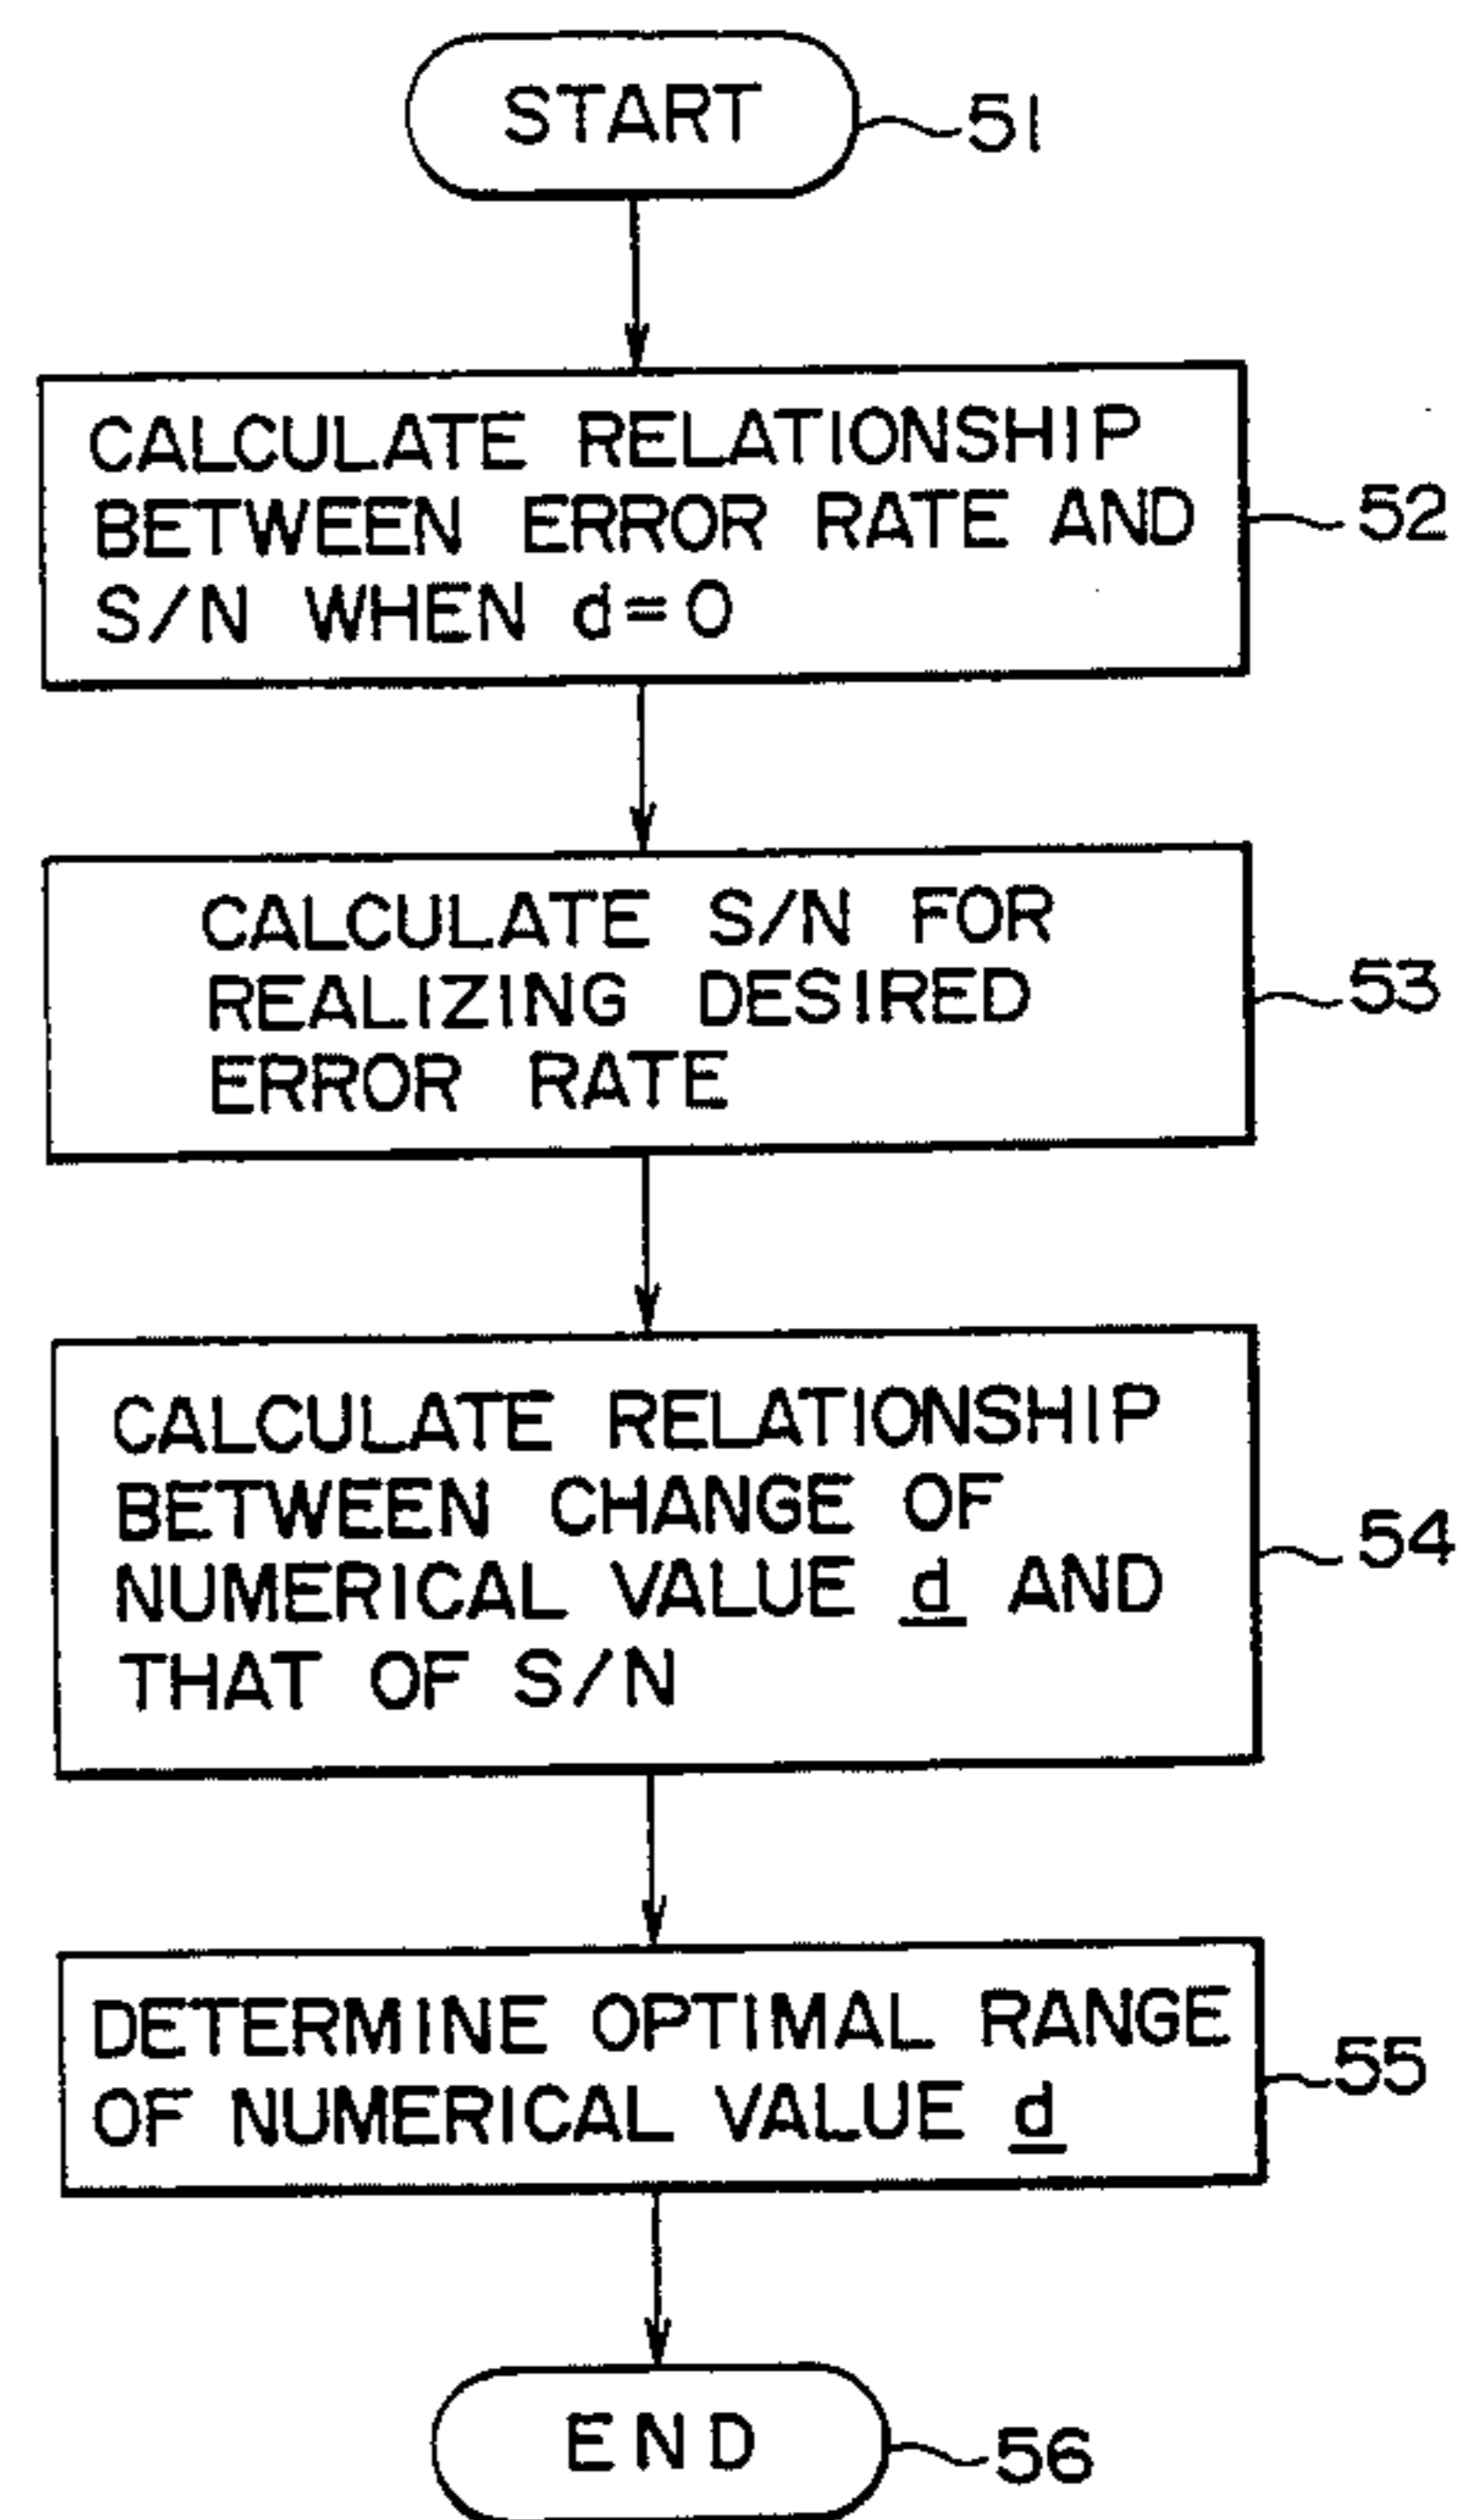 START
51
CALCULATE RELATIONSHIP
BETWEEN ERROR RATE AND
S/N WHEN d=0
52
CALCULATE S/N FOR
REALIZING DESIRED
ERROR RATE
53
CALCULATE RELATIONSHIP
BETWEEN CHANGE OF
NUMERICAL VALUE d AND
THAT OF S/N
54
DETERMINE OPTIMAL RANGE
OF NUMERICAL VALUE d
55
END
56